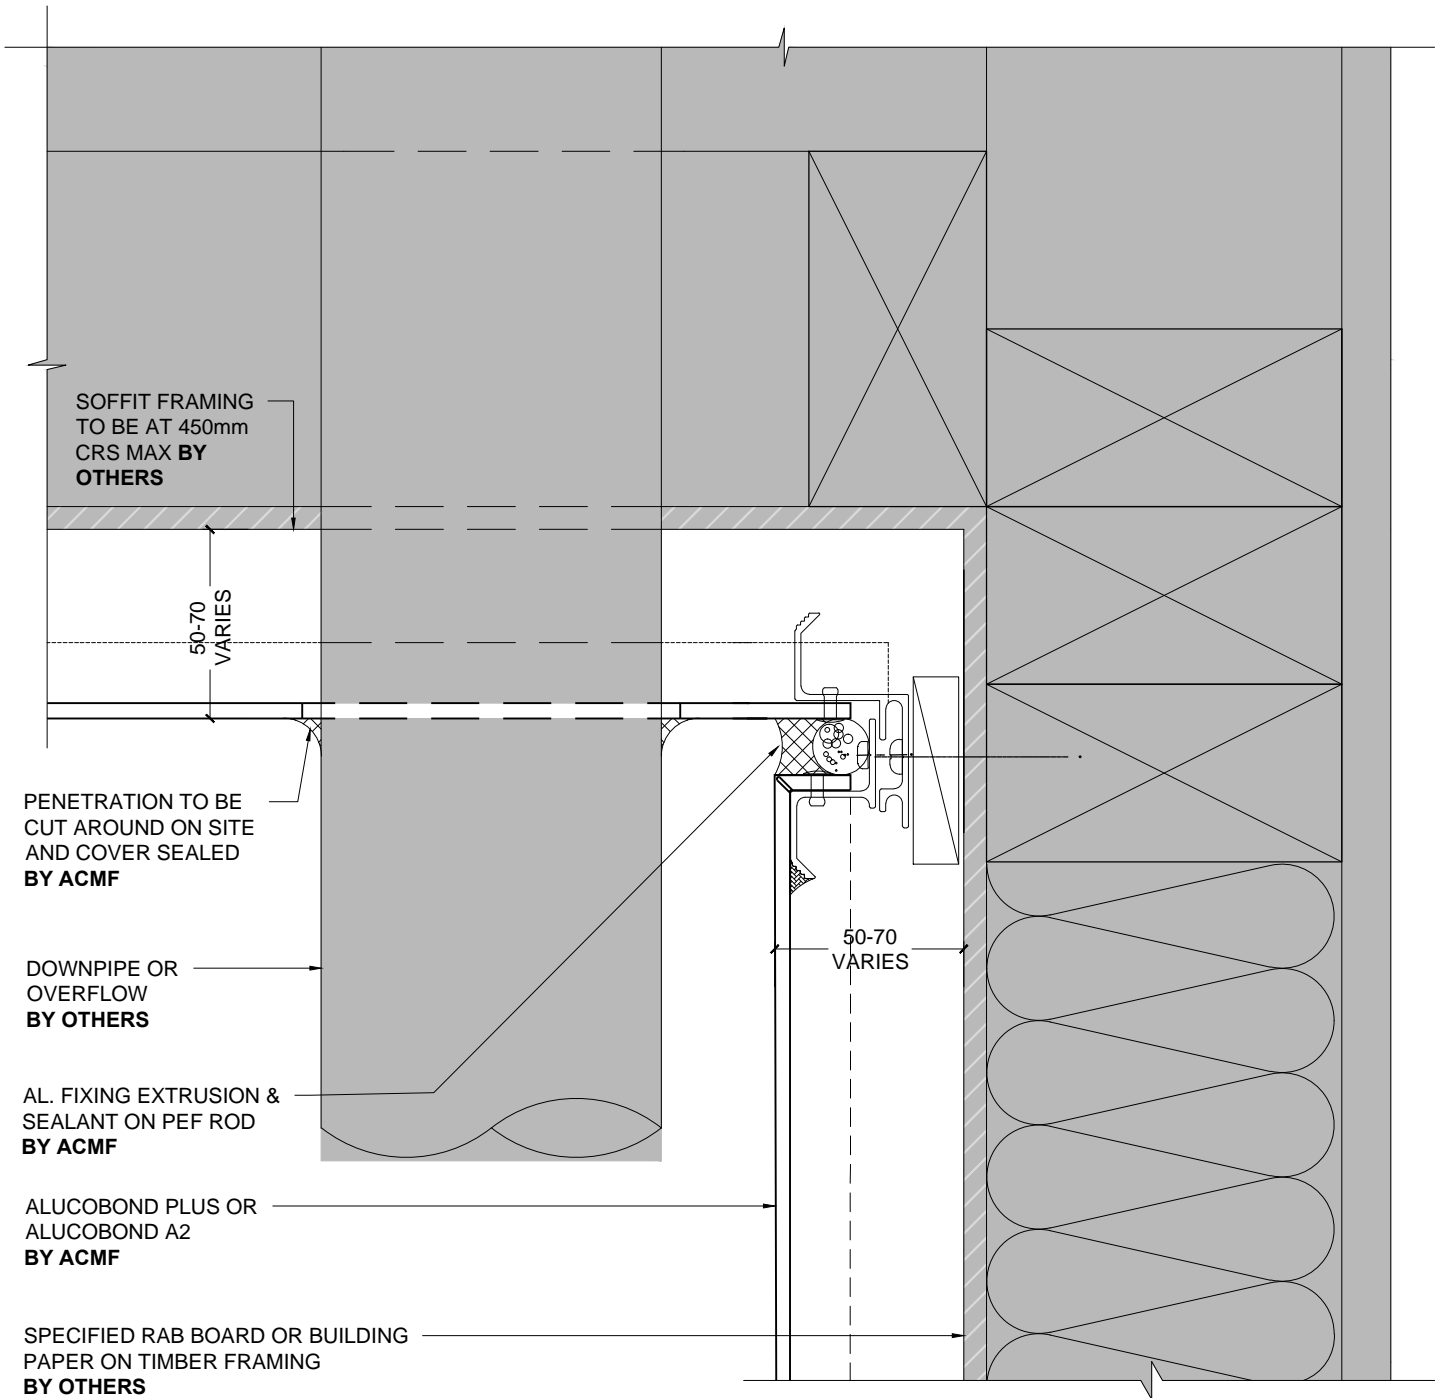 SOFFIT FRAMING
TO BE AT 450mm
CRS MAX BY
OTHERS
50-70
VARIES
PENETRATION TO BE
CUT AROUND ON SITE
AND COVER SEALED
BY ACMF
50-70
VARIES
DOWNPIPE OR
OVERFLOW
BY OTHERS
AL. FIXING EXTRUSION &
SEALANT ON PEF ROD
BY ACMF
ALUCOBOND PLUS OR
ALUCOBOND A2
BY ACMF
SPECIFIED RAB BOARD OR BUILDING
PAPER ON TIMBER FRAMING
BY OTHERS